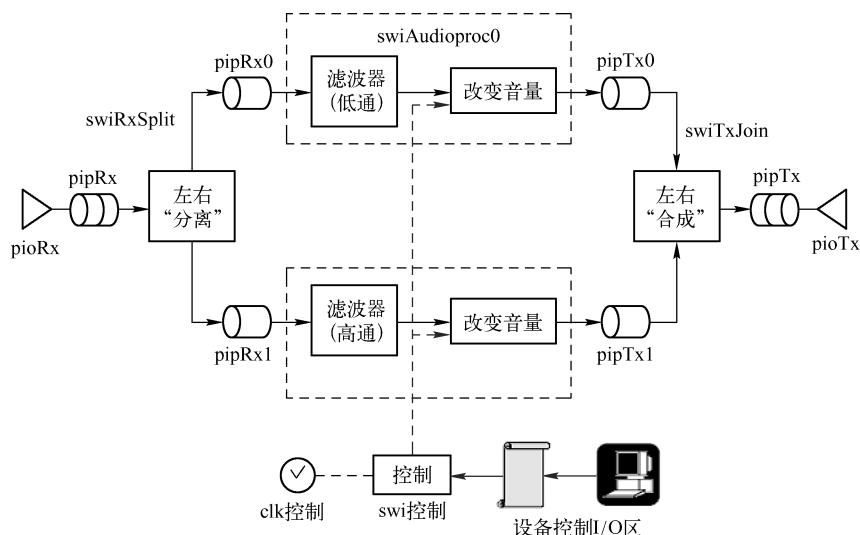 swiAudioproc0
pipRx0
滤波器
(低通)
改变音量
pipTx0
swiRxSplit
swiTxJoin
pipRx
左右
“分离”
pioRx
左右
“合成”
pipTx
pioTx
pipRx1
滤波器
(高通)
改变音量
pipTx1
控制
clk控制
swi控制
设备控制I/O区